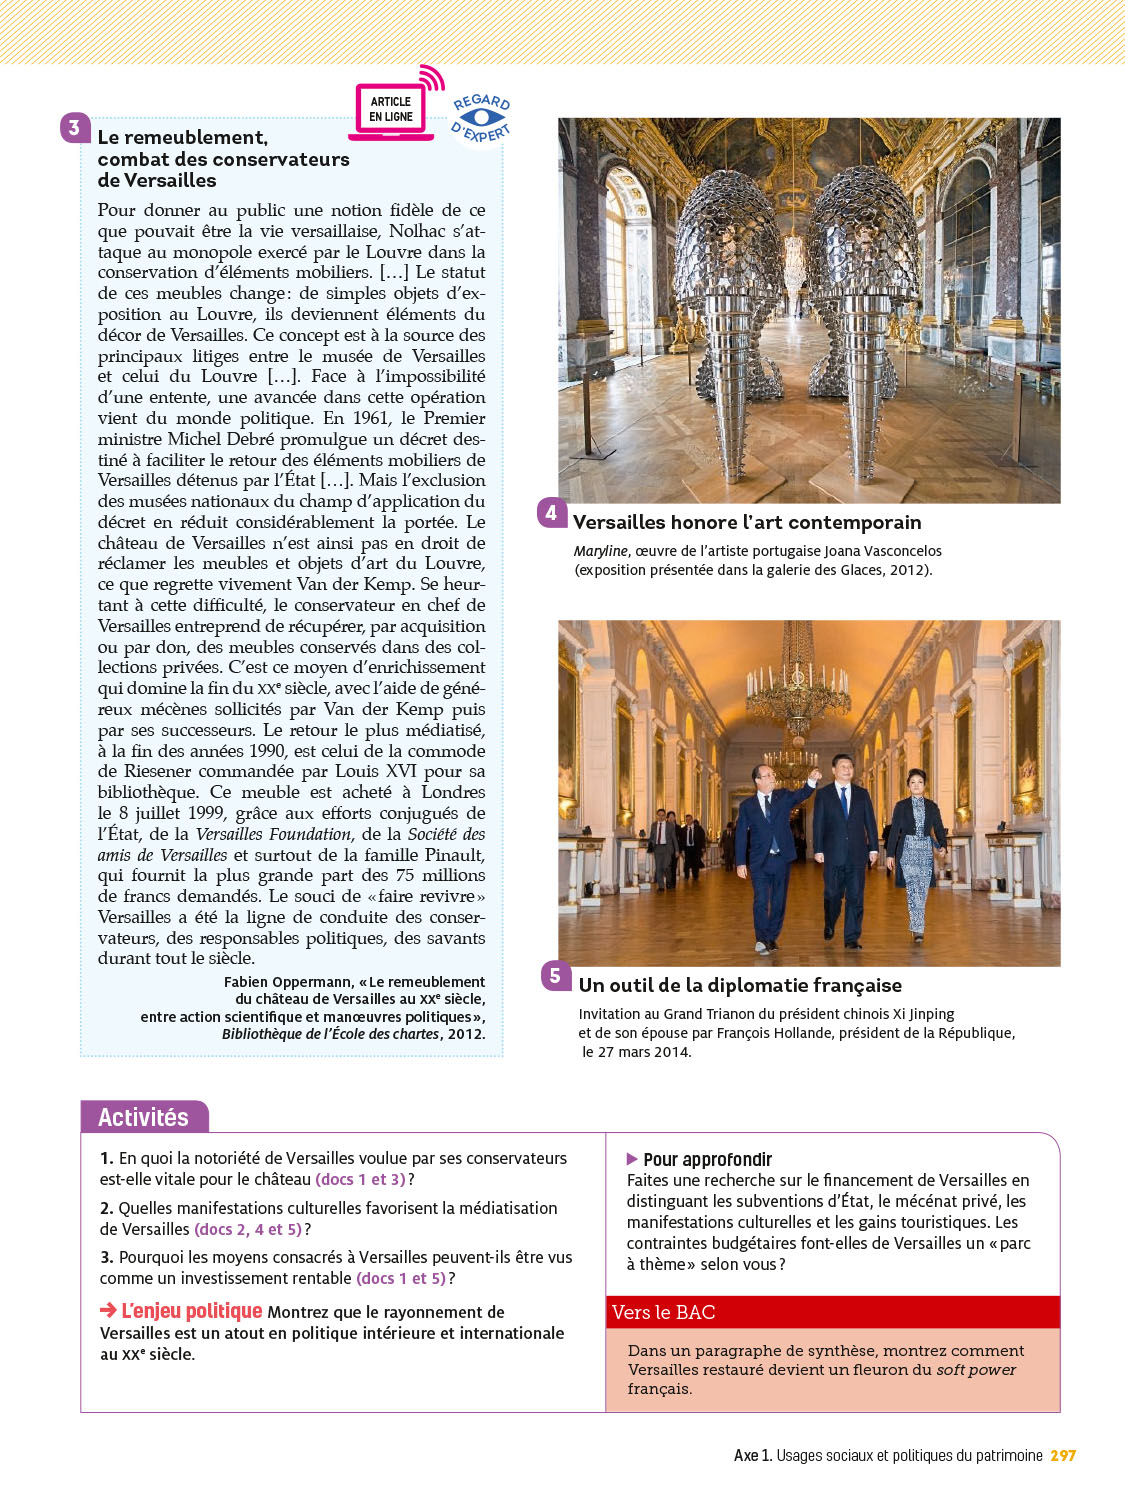 ARTICLE
EN LIGNE
REGARD
D'EXPERT
3
Le remeublement,
combat des conservateurs
de Versailles
Pour donner au public une notion fidèle de ce
que pouvait être la vie versaillaise, Nolhac s'at-
taque au monopole exercé par le Louvre dans la
conservation d'éléments mobiliers. […] Le statut
de ces meubles change : de simples objets d'ex-
position au Louvre, ils deviennent éléments du
décor de Versailles. Ce concept est à la source des
principaux litiges entre le musée de Versailles
et celui du Louvre […]. Face à l'impossibilité
d'une entente, une avancée dans cette opération
vient du monde politique. En 1961, le Premier
ministre Michel Debré promulgue un décret des-
tiné à faciliter le retour des éléments mobiliers de
Versailles détenus par l'État […]. Mais l'exclusion
des musées nationaux du champ d'application du
décret en réduit considérablement la portée. Le
château de Versailles n'est ainsi pas en droit de
réclamer les meubles et objets d'art du Louvre,
ce que regrette vivement Van der Kemp. Se heur-
tant à cette difficulté, le conservateur en chef de
Versailles entreprend de récupérer, par acquisition
ou par don, des meubles conservés dans des col-
lections privées. C'est ce moyen d'enrichissement
qui domine la fin du XXe siècle, avec l'aide de géné-
reux mécènes sollicités par Van der Kemp puis
par ses successeurs. Le retour le plus médiatisé,
à la fin des années 1990, est celui de la commode
de Riesener commandée par Louis XVI pour sa
bibliothèque. Ce meuble est acheté à Londres
le 8 juillet 1999, grâce aux efforts conjugués de
l'État, de la Versailles Foundation, de la Société des
amis de Versailles et surtout de la famille Pinault,
qui fournit la plus grande part des 75 millions
de francs demandés. Le souci de « faire revivre »
Versailles a été la ligne de conduite des conser-
vateurs, des responsables politiques, des savants
durant tout le siècle.
Fabien Oppermann, « Le remeublement
du château de Versailles au XXe siècle,
entre action scientifique et manœuvres politiques »,
Bibliothèque de l'École des chartes, 2012.
4
Versailles honore l'art contemporain
Maryline, œuvre de l'artiste portugaise Joana Vasconcelos
(exposition présentée dans la galerie des Glaces, 2012).
5
Un outil de la diplomatie française
Invitation au Grand Trianon du président chinois Xi Jinping
et de son épouse par François Hollande, président de la République,
le 27 mars 2014.
Activités
1. En quoi la notoriété de Versailles voulue par ses conservateurs
est-elle vitale pour le château (docs 1 et 3) ?
2. Quelles manifestations culturelles favorisent la médiatisation
de Versailles (docs 2, 4 et 5) ?
3. Pourquoi les moyens consacrés à Versailles peuvent-ils être vus
comme un investissement rentable (docs 1 et 5) ?
→ L'enjeu politique Montrez que le rayonnement de
Versailles est un atout en politique intérieure et internationale
au XXe siècle.
▶ Pour approfondir
Faites une recherche sur le financement de Versailles en
distinguant les subventions d'État, le mécénat privé, les
manifestations culturelles et les gains touristiques. Les
contraintes budgétaires font-elles de Versailles un « parc
à thème » selon vous ?
Vers le BAC
Dans un paragraphe de synthèse, montrez comment
Versailles restauré devient un fleuron du soft power
français.
Axe 1. Usages sociaux et politiques du patrimoine 297